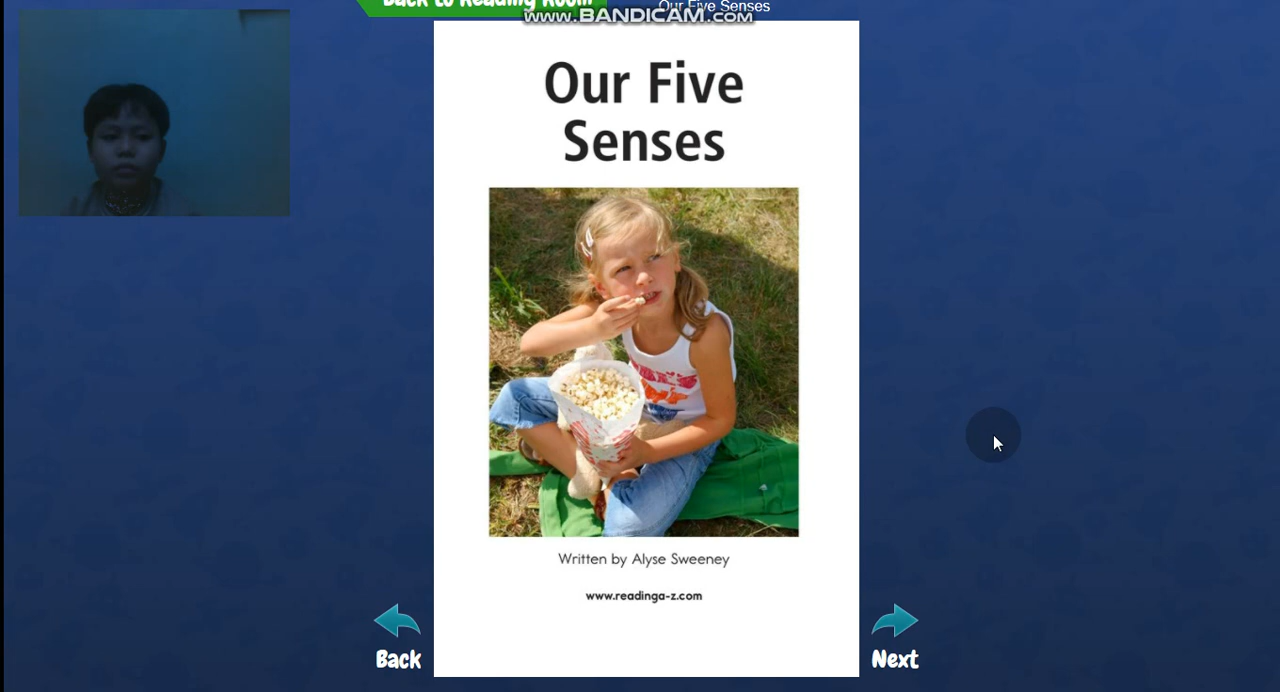 Back to Reading Room
Our Five Senses
www.BANDICAM.com
Our Five
Senses
Written by Alyse Sweeney
www.readinga-z.com
Back
Next